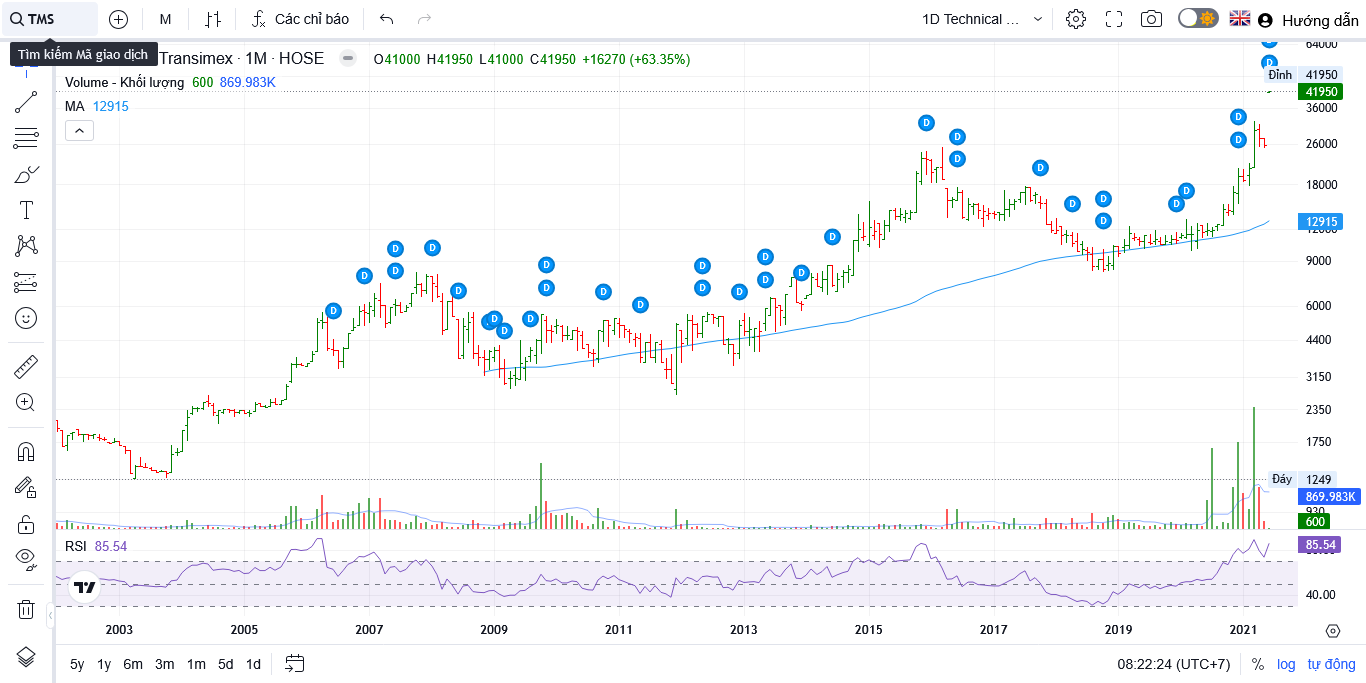 TMS
M
Các chỉ báo
1D Technical ...
Hướng dẫn
Tìm kiếm Mã giao dịch
Transimex · 1M · HOSE
O41000 H41950 L41000 C41950 +16270 (+63.35%)
Volume - Khối lượng 600 869.983K
MA 12915
64000
Đỉnh 41950
41950
36000
26000
18000
12915
12000
9000
6000
4400
3150
2350
1750
Đáy 1249
869.983K
930
600
D D D D D D D D D D D D D D D D D D D D D D D D D D D D D D D D
RSI 85.54
85.54
40.00
2003 2005 2007 2009 2011 2013 2015 2017 2019 2021
5y 1y 6m 3m 1m 5d 1d
08:22:24 (UTC+7)
% log tự động